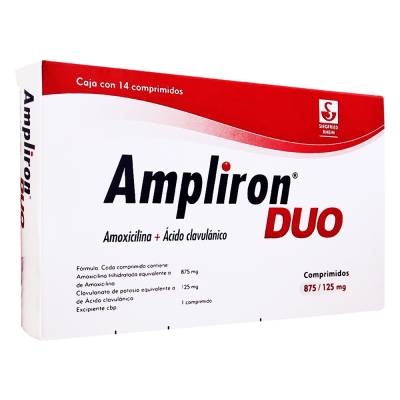 Caja con 14 comprimidos
SIEGFRIED
RHEIN
Ampliron
Ampliron®
DUO
Amoxicilina + Ácido clavulánico
Fórmula: Cada comprimido contiene
Amoxicilina trihidratada equivalente a 875 mg
de Amoxicilina
Clavulanato de potasio equivalente a 125 mg
de Ácido clavulánico
Excipiente cbp 1 comprimido
Comprimidos
875 / 125 mg